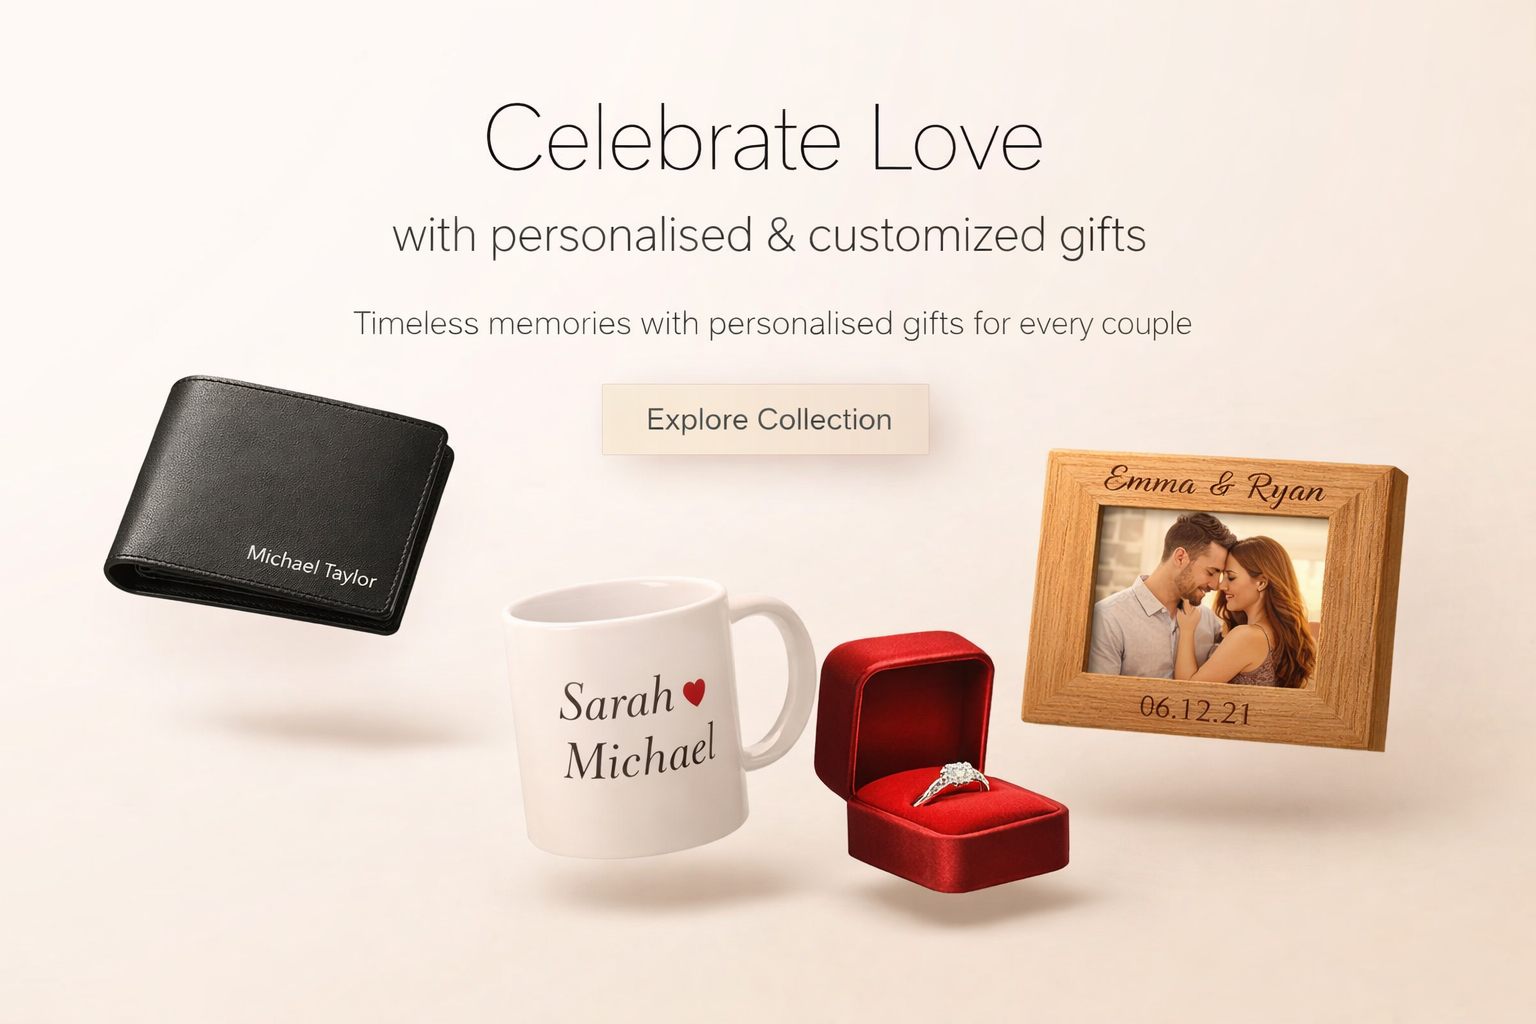 Celebrate Love
with personalised & customized gifts
Timeless memories with personalised gifts for every couple
Explore Collection
Michael Taylor
Sarah ♥
Michael
Emma & Ryan
06.12.21